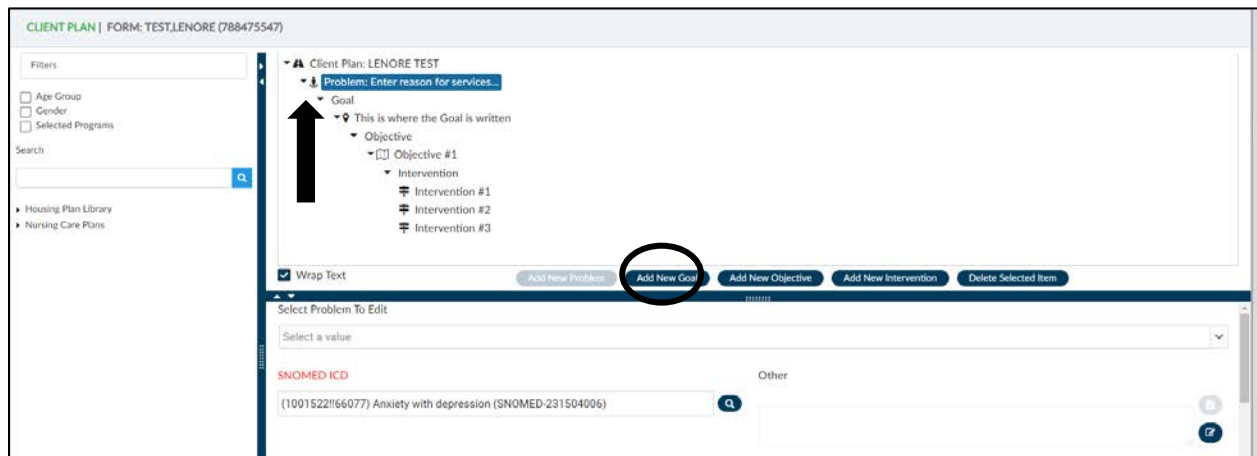 CLIENT PLAN | FORM: TEST,LENORE (788475547)
Filters
Age Group
Gender
Selected Programs
Search
Housing Plan Library
Nursing Care Plans
Client Plan: LENORE TEST
Problem: Enter reason for services...
Goal
This is where the Goal is written
Objective
Objective #1
Intervention
Intervention #1
Intervention #2
Intervention #3
Wrap Text
Add New Problem Add New Goal Add New Objective Add New Intervention Delete Selected Item
Select Problem To Edit
Select a value
SNOMED ICD Other
(1001522!!66077) Anxiety with depression (SNOMED-231504006)